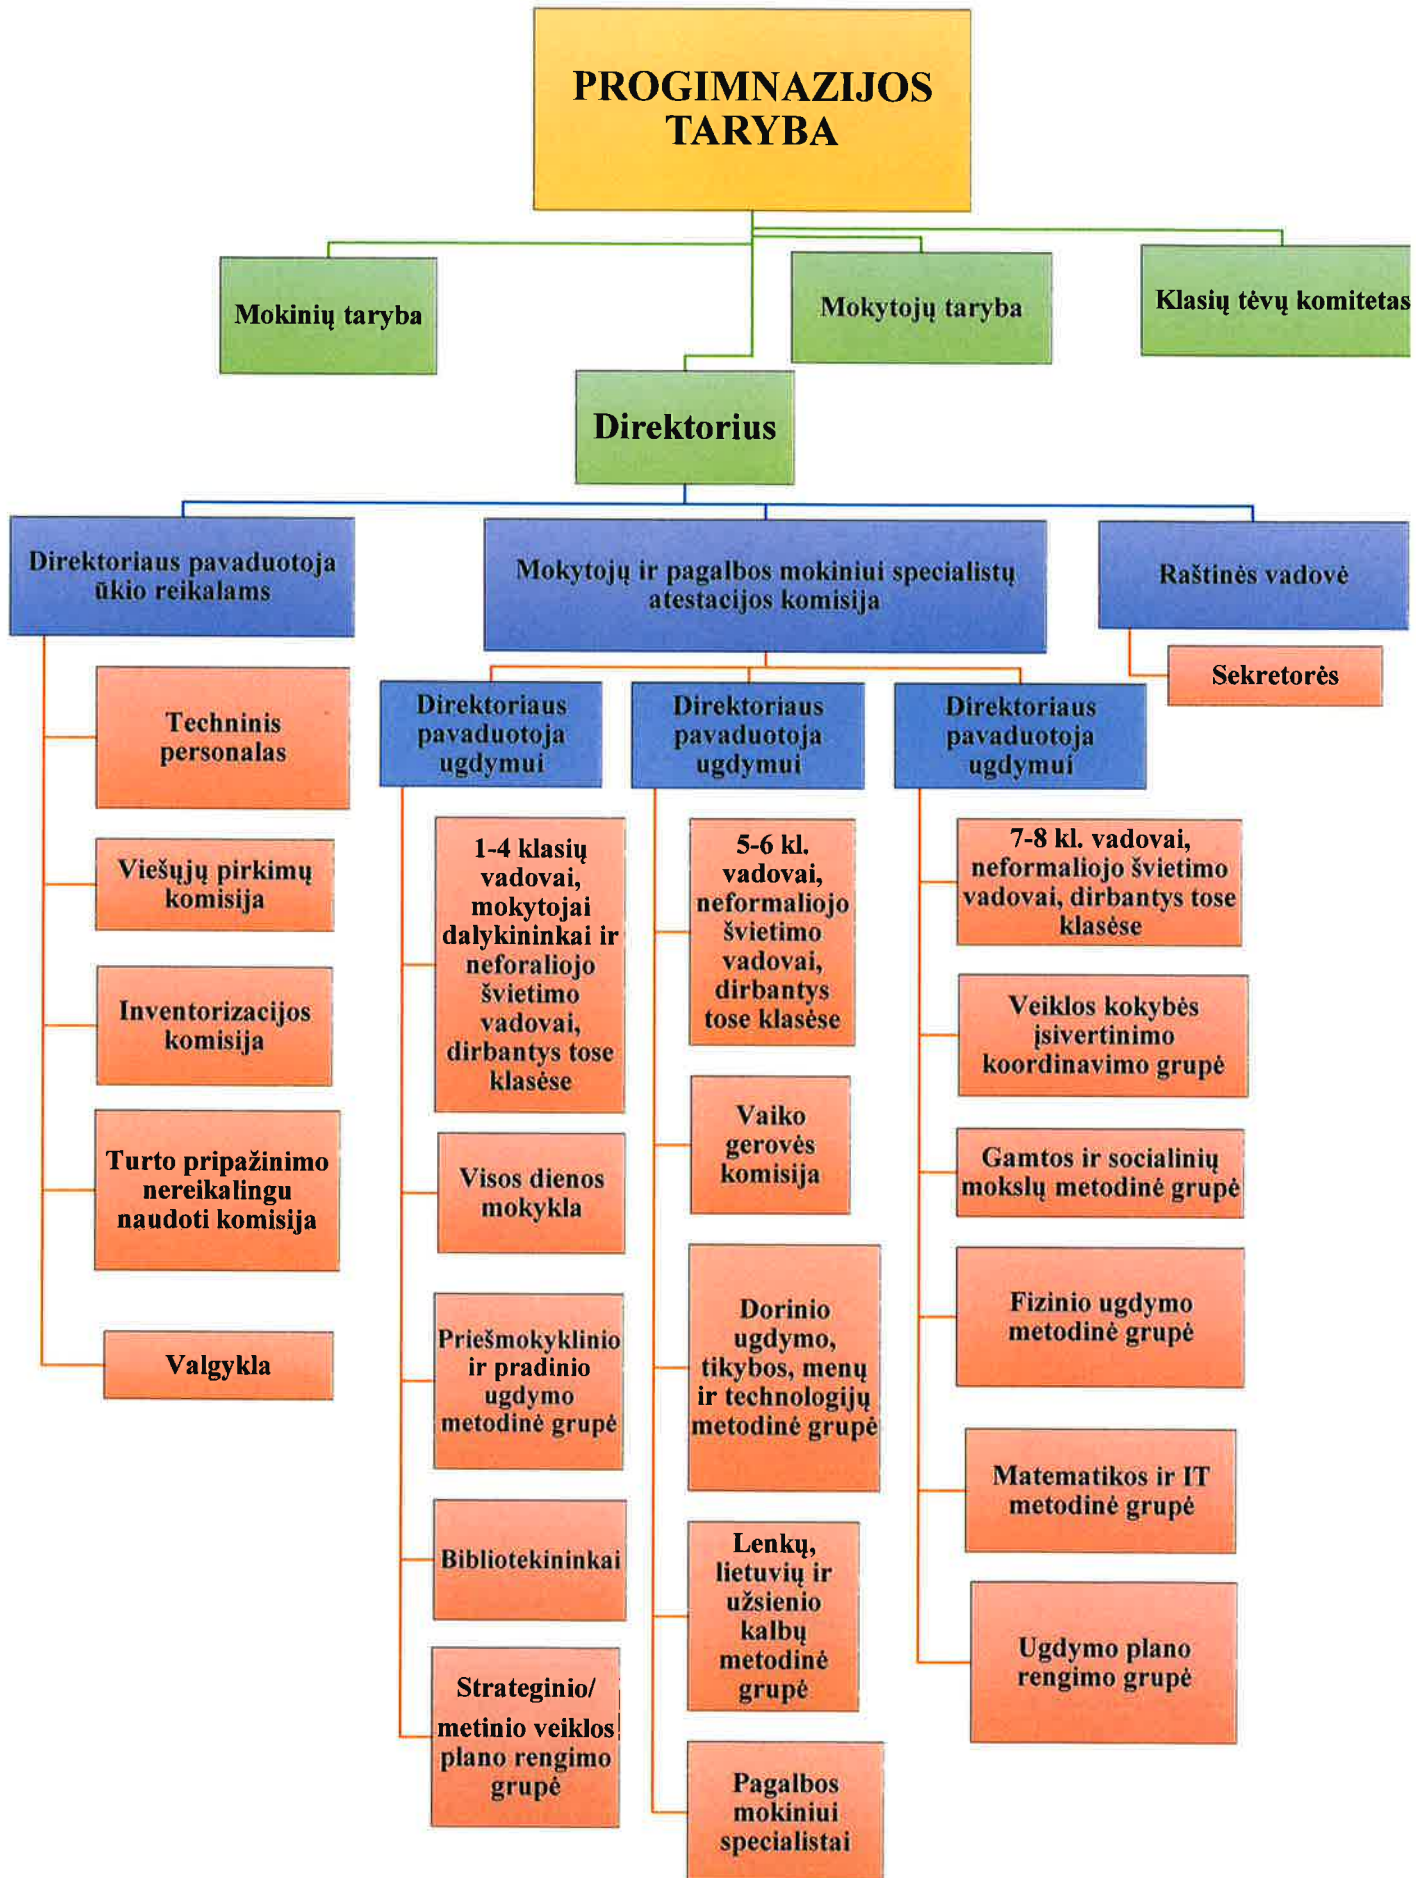 PROGIMNAZIJOS
TARYBA
Mokinių taryba
Mokytojų taryba
Klasių tėvų komitetas
Direktorius
Direktoriaus pavaduotoja
ūkio reikalams
Mokytojų ir pagalbos mokiniui specialistų
atestacijos komisija
Raštinės vadovė
Sekretorės
Techninis
personalas
Viešųjų pirkimų
komisija
Inventorizacijos
komisija
Turto pripažinimo
nereikalingu
naudoti komisija
Valgykla
Direktoriaus
pavaduotoja
ugdymui
1-4 klasių
vadovai,
mokytojai
dalykininkai ir
neforaliojo
švietimo
vadovai,
dirbantys tose
klasėse
Visos dienos
mokykla
Priešmokyklinio
ir pradinio
ugdymo
metodinė grupė
Bibliotekininkai
Strateginio/
metinio veiklos
plano rengimo
grupė
Direktoriaus
pavaduotoja
ugdymui
5-6 kl.
vadovai,
neformaliojo
švietimo
vadovai,
dirbantys
tose klasėse
Vaiko
gerovės
komisija
Dorinio
ugdymo,
tikybos, menų
ir technologijų
metodinė grupė
Lenkų,
lietuvių ir
užsienio
kalbų
metodinė
grupė
Pagalbos
mokiniui
specialistai
Direktoriaus
pavaduotoja
ugdymui
7-8 kl. vadovai,
neformaliojo švietimo
vadovai, dirbantys tose
klasėse
Veiklos kokybės
įsivertinimo
koordinavimo grupė
Gamtos ir socialinių
mokslų metodinė grupė
Fizinio ugdymo
metodinė grupė
Matematikos ir IT
metodinė grupė
Ugdymo plano
rengimo grupė